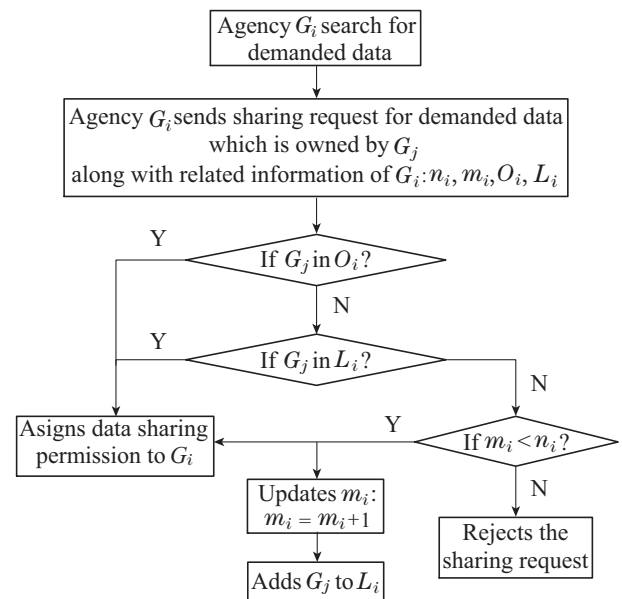 Agency G_i search for
demanded data
Agency G_i sends sharing request for demanded data
which is owned by G_j
along with related information of G_i: n_i, m_i, O_i, L_i
Y
If G_j in O_i?
N
Y
If G_j in L_i?
N
Asigns data sharing
permission to G_i
Y
If m_i < n_i?
N
Updates m_i:
m_i = m_i+1
Rejects the
sharing request
Adds G_j to L_i